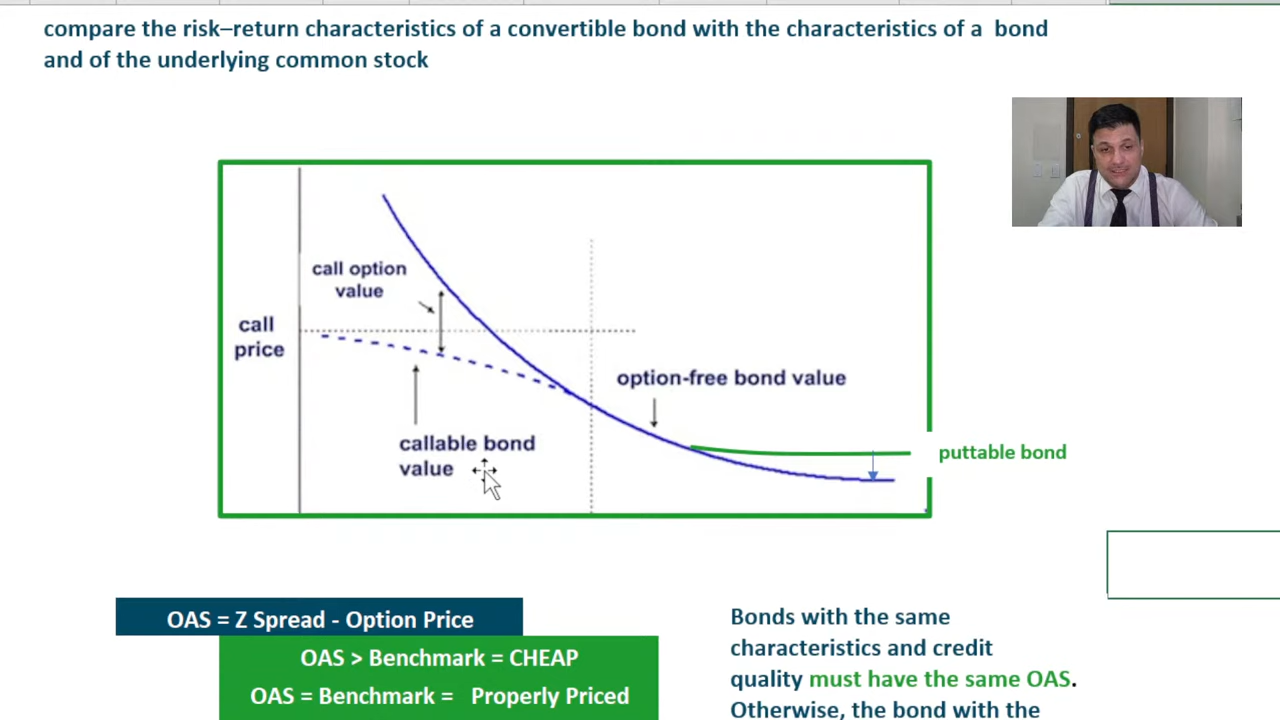 compare the risk–return characteristics of a convertible bond with the characteristics of a  bond
and of the underlying common stock
call option
value
call
price
option-free bond value
callable bond
value
puttable bond
OAS = Z Spread - Option Price
OAS > Benchmark = CHEAP
OAS = Benchmark =   Properly Priced
Bonds with the same
characteristics and credit
quality must have the same OAS.
Otherwise, the bond with the